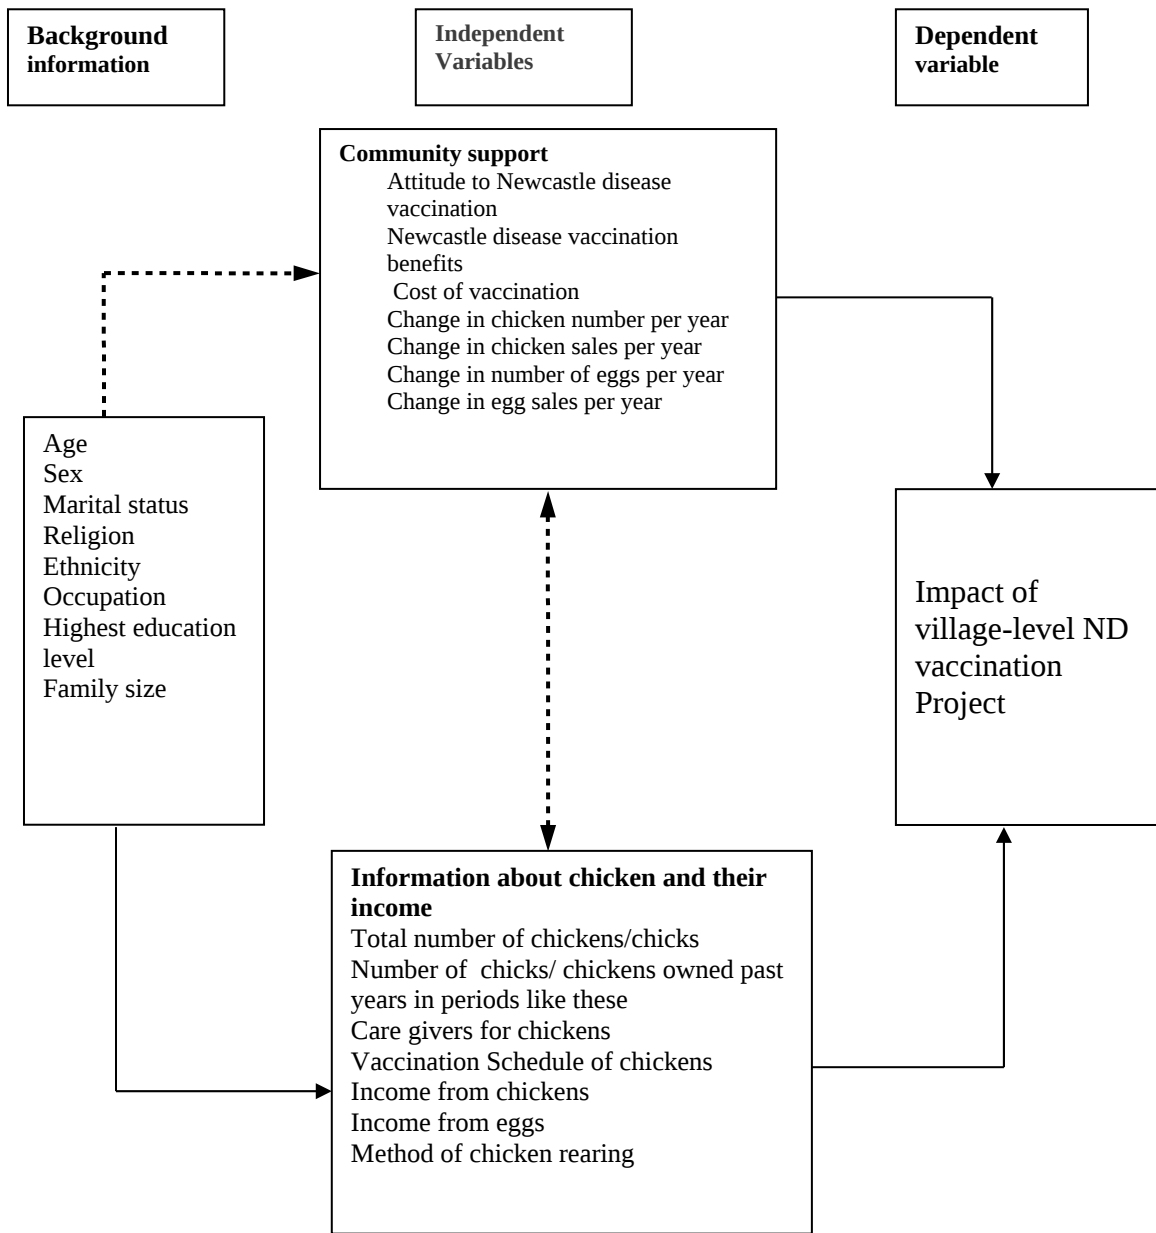 Background
information
Independent
Variables
Dependent
variable
Community support
Attitude to Newcastle disease
vaccination
Newcastle disease vaccination
benefits
Cost of vaccination
Change in chicken number per year
Change in chicken sales per year
Change in number of eggs per year
Change in egg sales per year
Age
Sex
Marital status
Religion
Ethnicity
Occupation
Highest education
level
Family size
Impact of
village-level ND
vaccination
Project
Information about chicken and their
income
Total number of chickens/chicks
Number of  chicks/ chickens owned past
years in periods like these
Care givers for chickens
Vaccination Schedule of chickens
Income from chickens
Income from eggs
Method of chicken rearing